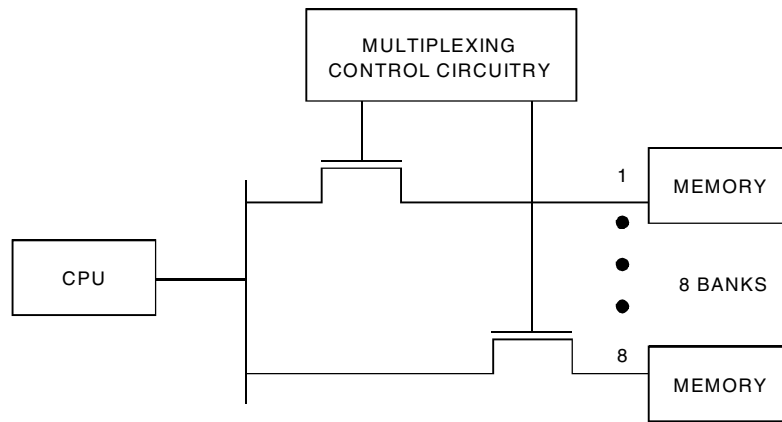 MULTIPLEXING
CONTROL CIRCUITRY
1
MEMORY
CPU
8 BANKS
8
MEMORY